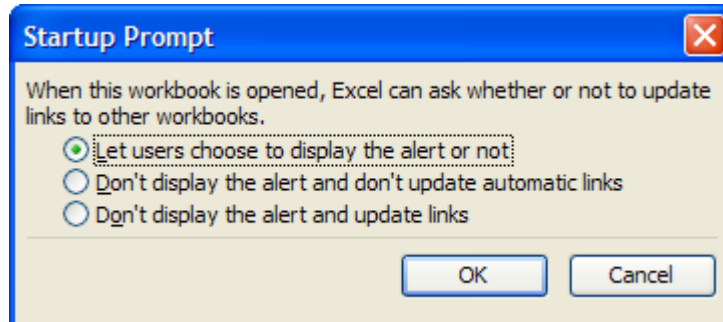 Startup Prompt
When this workbook is opened, Excel can ask whether or not to update
links to other workbooks.
Let users choose to display the alert or not
Don't display the alert and don't update automatic links
Don't display the alert and update links
OK
Cancel